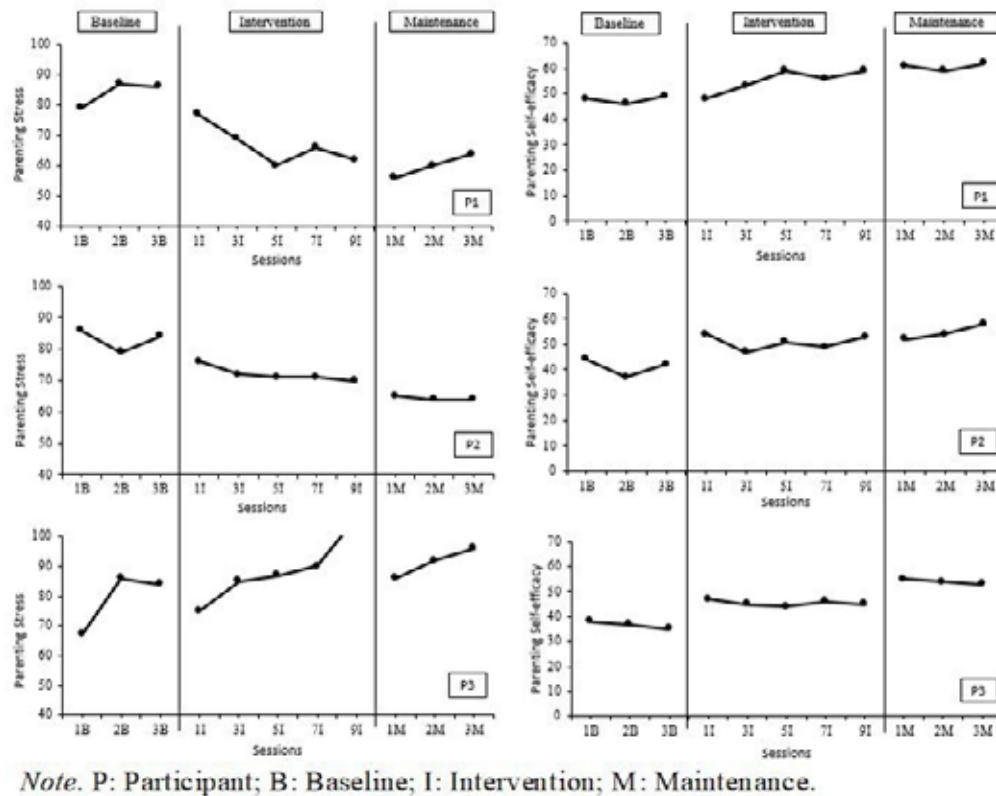 Baseline Intervention Maintenance
Parenting Stress
100
90
80
70
60
50
40
P1
1B 2B 3B 1I 3I 5I 7I 9I 1M 2M 3M
Sessions
Baseline Intervention Maintenance
Parenting Self-efficacy
70
60
50
40
30
20
10
0
P1
1B 2B 3B 1I 3I 5I 7I 9I 1M 2M 3M
Sessions
Parenting Stress
100
90
80
70
60
50
40
P2
1B 2B 3B 1I 3I 5I 7I 9I 1M 2M 3M
Sessions
Parenting Self-efficacy
70
60
50
40
30
20
10
0
P2
1B 2B 3B 1I 3I 5I 7I 9I 1M 2M 3M
Sessions
Parenting Stress
100
90
80
70
60
50
40
P3
1B 2B 3B 1I 3I 5I 7I 9I 1M 2M 3M
Sessions
Parenting Self-efficacy
70
60
50
40
30
20
10
0
P3
1B 2B 3B 1I 3I 5I 7I 9I 1M 2M 3M
Sessions
Note. P: Participant; B: Baseline; I: Intervention; M: Maintenance.